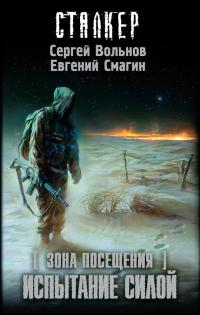 СТАЛКЕР
Сергей Вольнов
Евгений Смагин
[ ЗОНА ПОСЕЩЕНИЯ ]
ИСПЫТАНИЕ СИЛОЙ